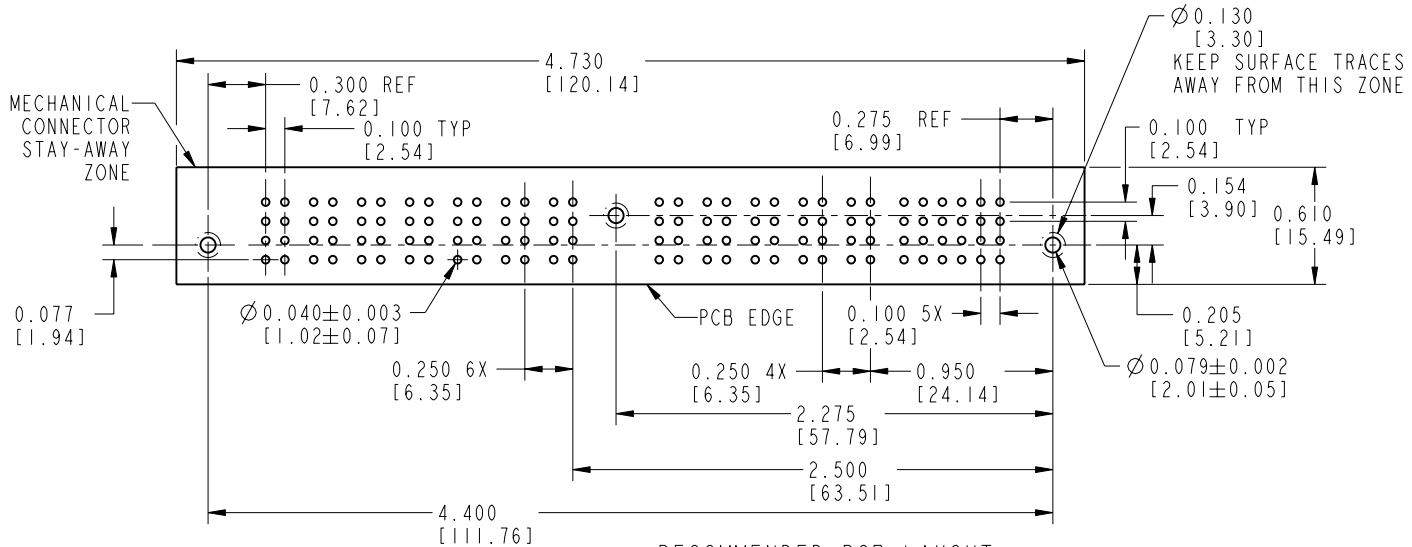 Ø0.130
[3.30]
KEEP SURFACE TRACES
AWAY FROM THIS ZONE
4.730
[120.14]
0.300 REF
[7.62]
MECHANICAL
CONNECTOR
STAY-AWAY
ZONE
0.100 TYP
[2.54]
0.275 REF
[6.99]
0.100 TYP
[2.54]
0.154
[3.90]
0.610
[15.49]
0.077
[1.94]
Ø0.040±0.003
[1.02±0.07]
PCB EDGE
0.100 5X
[2.54]
0.205
[5.21]
0.250 6X
[6.35]
0.250 4X
[6.35]
0.950
[24.14]
Ø0.079±0.002
[2.01±0.05]
2.275
[57.79]
2.500
[63.51]
4.400
[111.76]
RECOMMENDED PCB LAYOUT